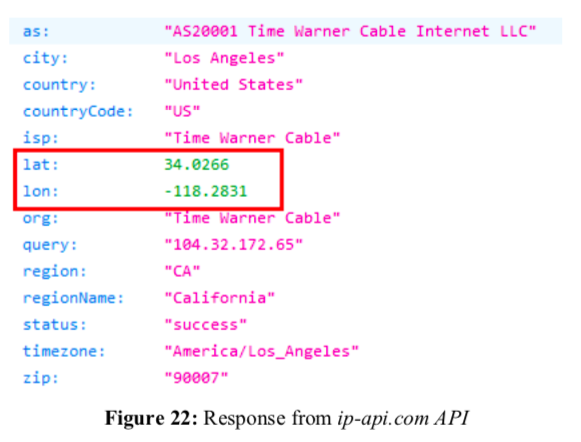 as: "AS20001 Time Warner Cable Internet LLC"
city: "Los Angeles"
country: "United States"
countryCode: "US"
isp: "Time Warner Cable"
lat: 34.0266
lon: -118.2831
org: "Time Warner Cable"
query: "104.32.172.65"
region: "CA"
regionName: "California"
status: "success"
timezone: "America/Los_Angeles"
zip: "90007"
Figure 22: Response from ip-api.com API